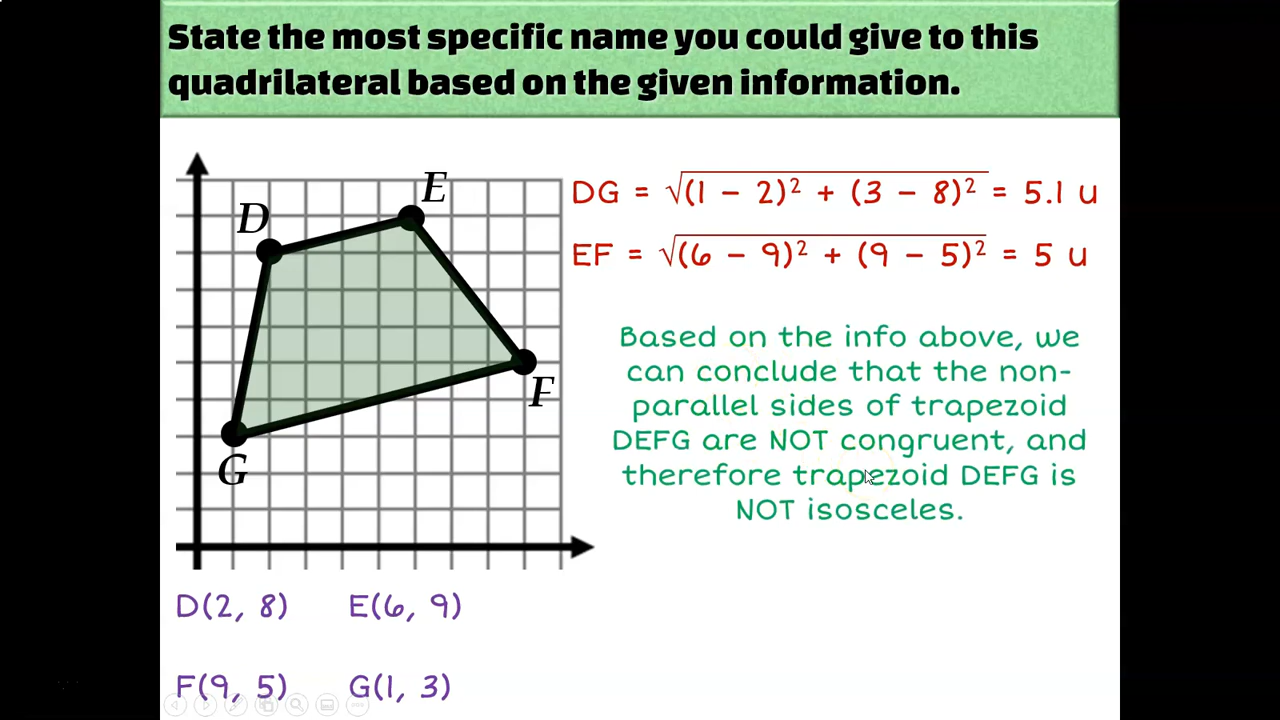 State the most specific name you could give to this
quadrilateral based on the given information.
D
E
F
G
DG = √(1 − 2)² + (3 − 8)² = 5.1 u
EF = √(6 − 9)² + (9 − 5)² = 5 u
Based on the info above, we
can conclude that the non-
parallel sides of trapezoid
DEFG are NOT congruent, and
therefore trapezoid DEFG is
NOT isosceles.
D(2, 8) E(6, 9)
F(9, 5) G(1, 3)